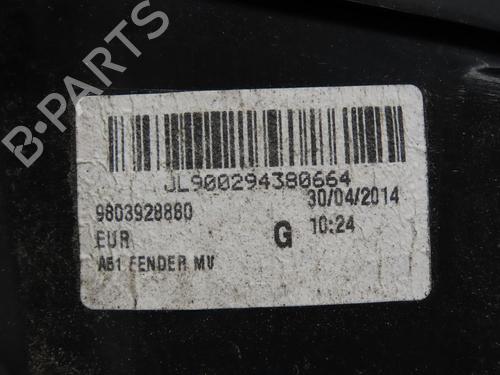 B-PARTS
JL900294380664
9803928880 30/04/2014
EUR G 10:24
A51 FENDER MV